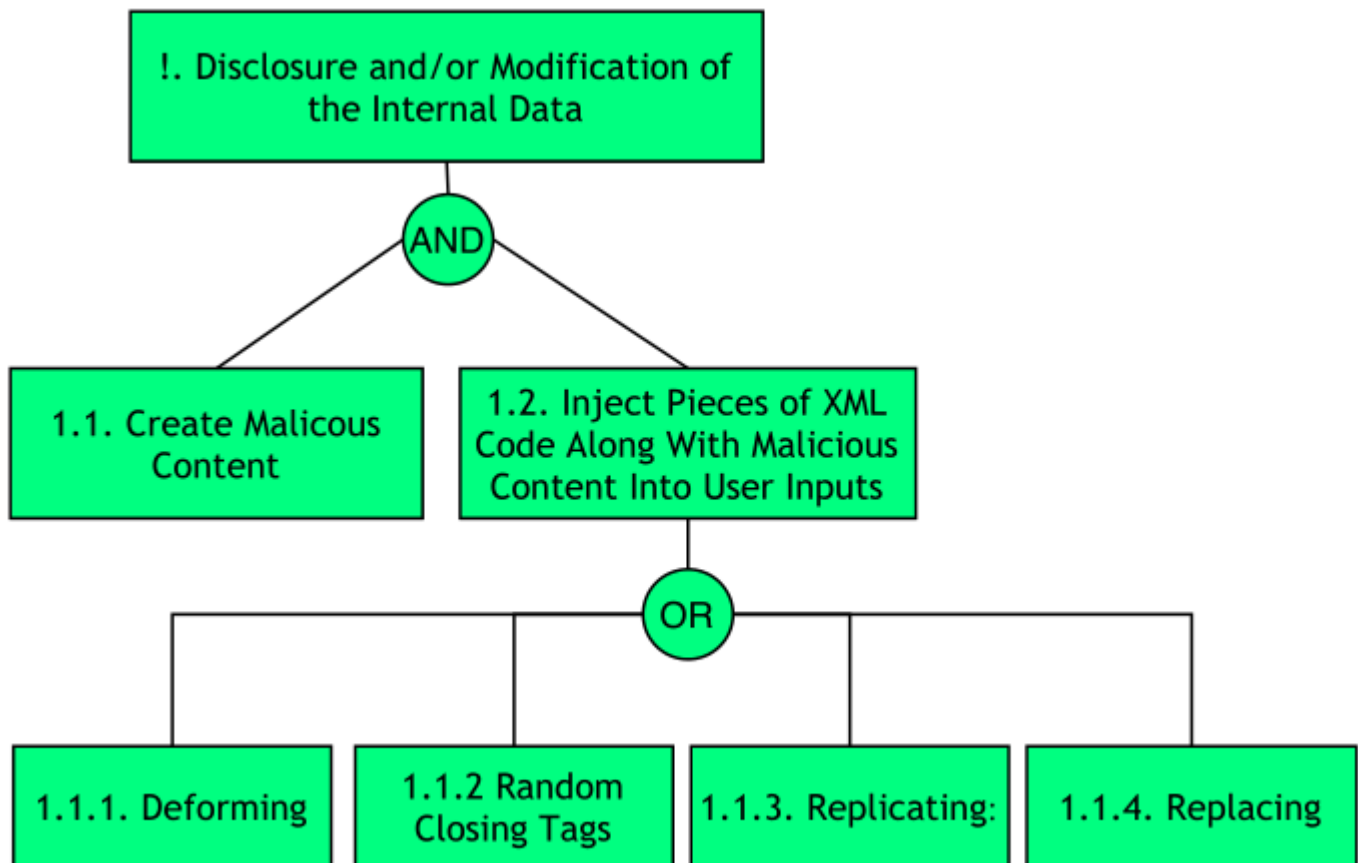 !. Disclosure and/or Modification of
the Internal Data
AND
1.1. Create Malicous
Content
1.2. Inject Pieces of XML
Code Along With Malicious
Content Into User Inputs
OR
1.1.1. Deforming
1.1.2 Random
Closing Tags
1.1.3. Replicating:
1.1.4. Replacing